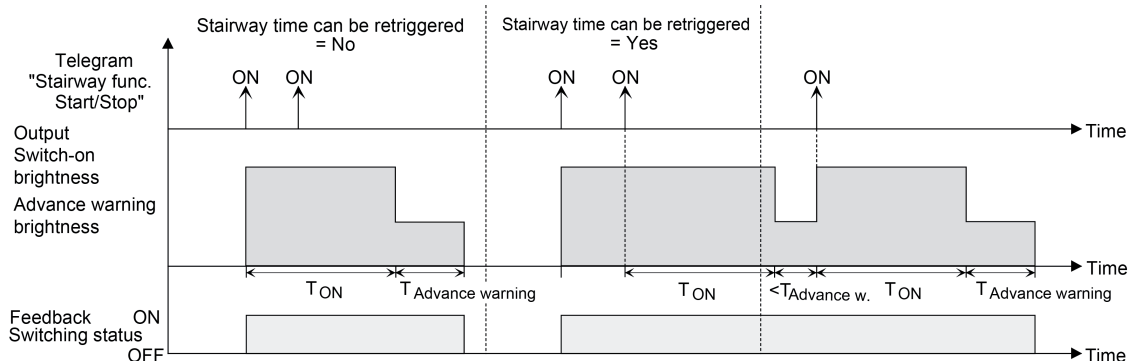 Stairway time can be retriggered
= No
Stairway time can be retriggered
= Yes
Telegram
"Stairway func.
Start/Stop"
ON
ON
ON
ON
ON
Time
Output
Switch-on
brightness
Advance warning
brightness
Time
T ON
T Advance warning
T ON
<TAdvance w.
T ON
T Advance warning
Feedback ON
Switching status
OFF
Time